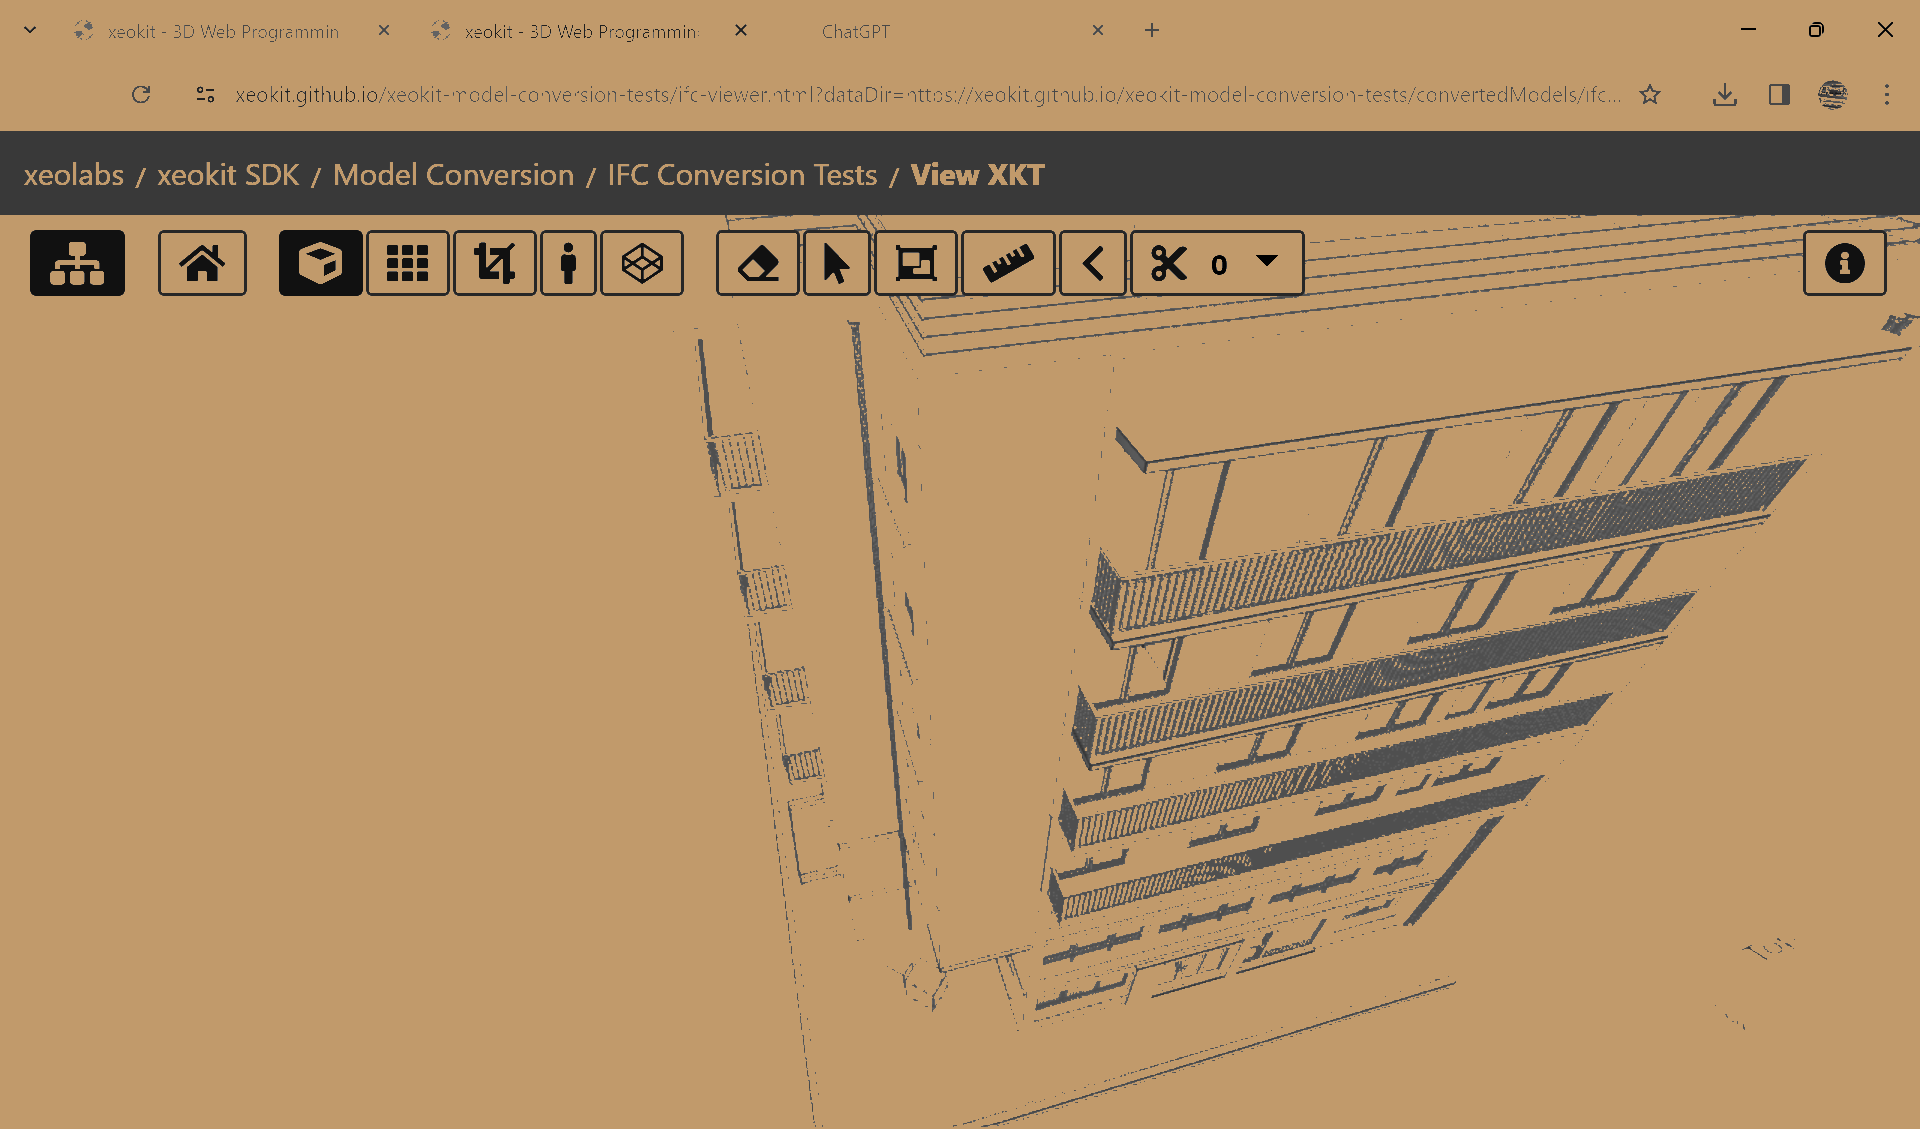 xeokit - 3D Web Programmin
xeokit - 3D Web Programmin
ChatGPT
xeokit.github.io/xeokit-model-conversion-tests/ifc-viewer.html?dataDir=https://xeokit.github.io/xeokit-model-conversion-tests/convertedModels/ifc...
xeolabs / xeokit SDK / Model Conversion / IFC Conversion Tests / View XKT
0